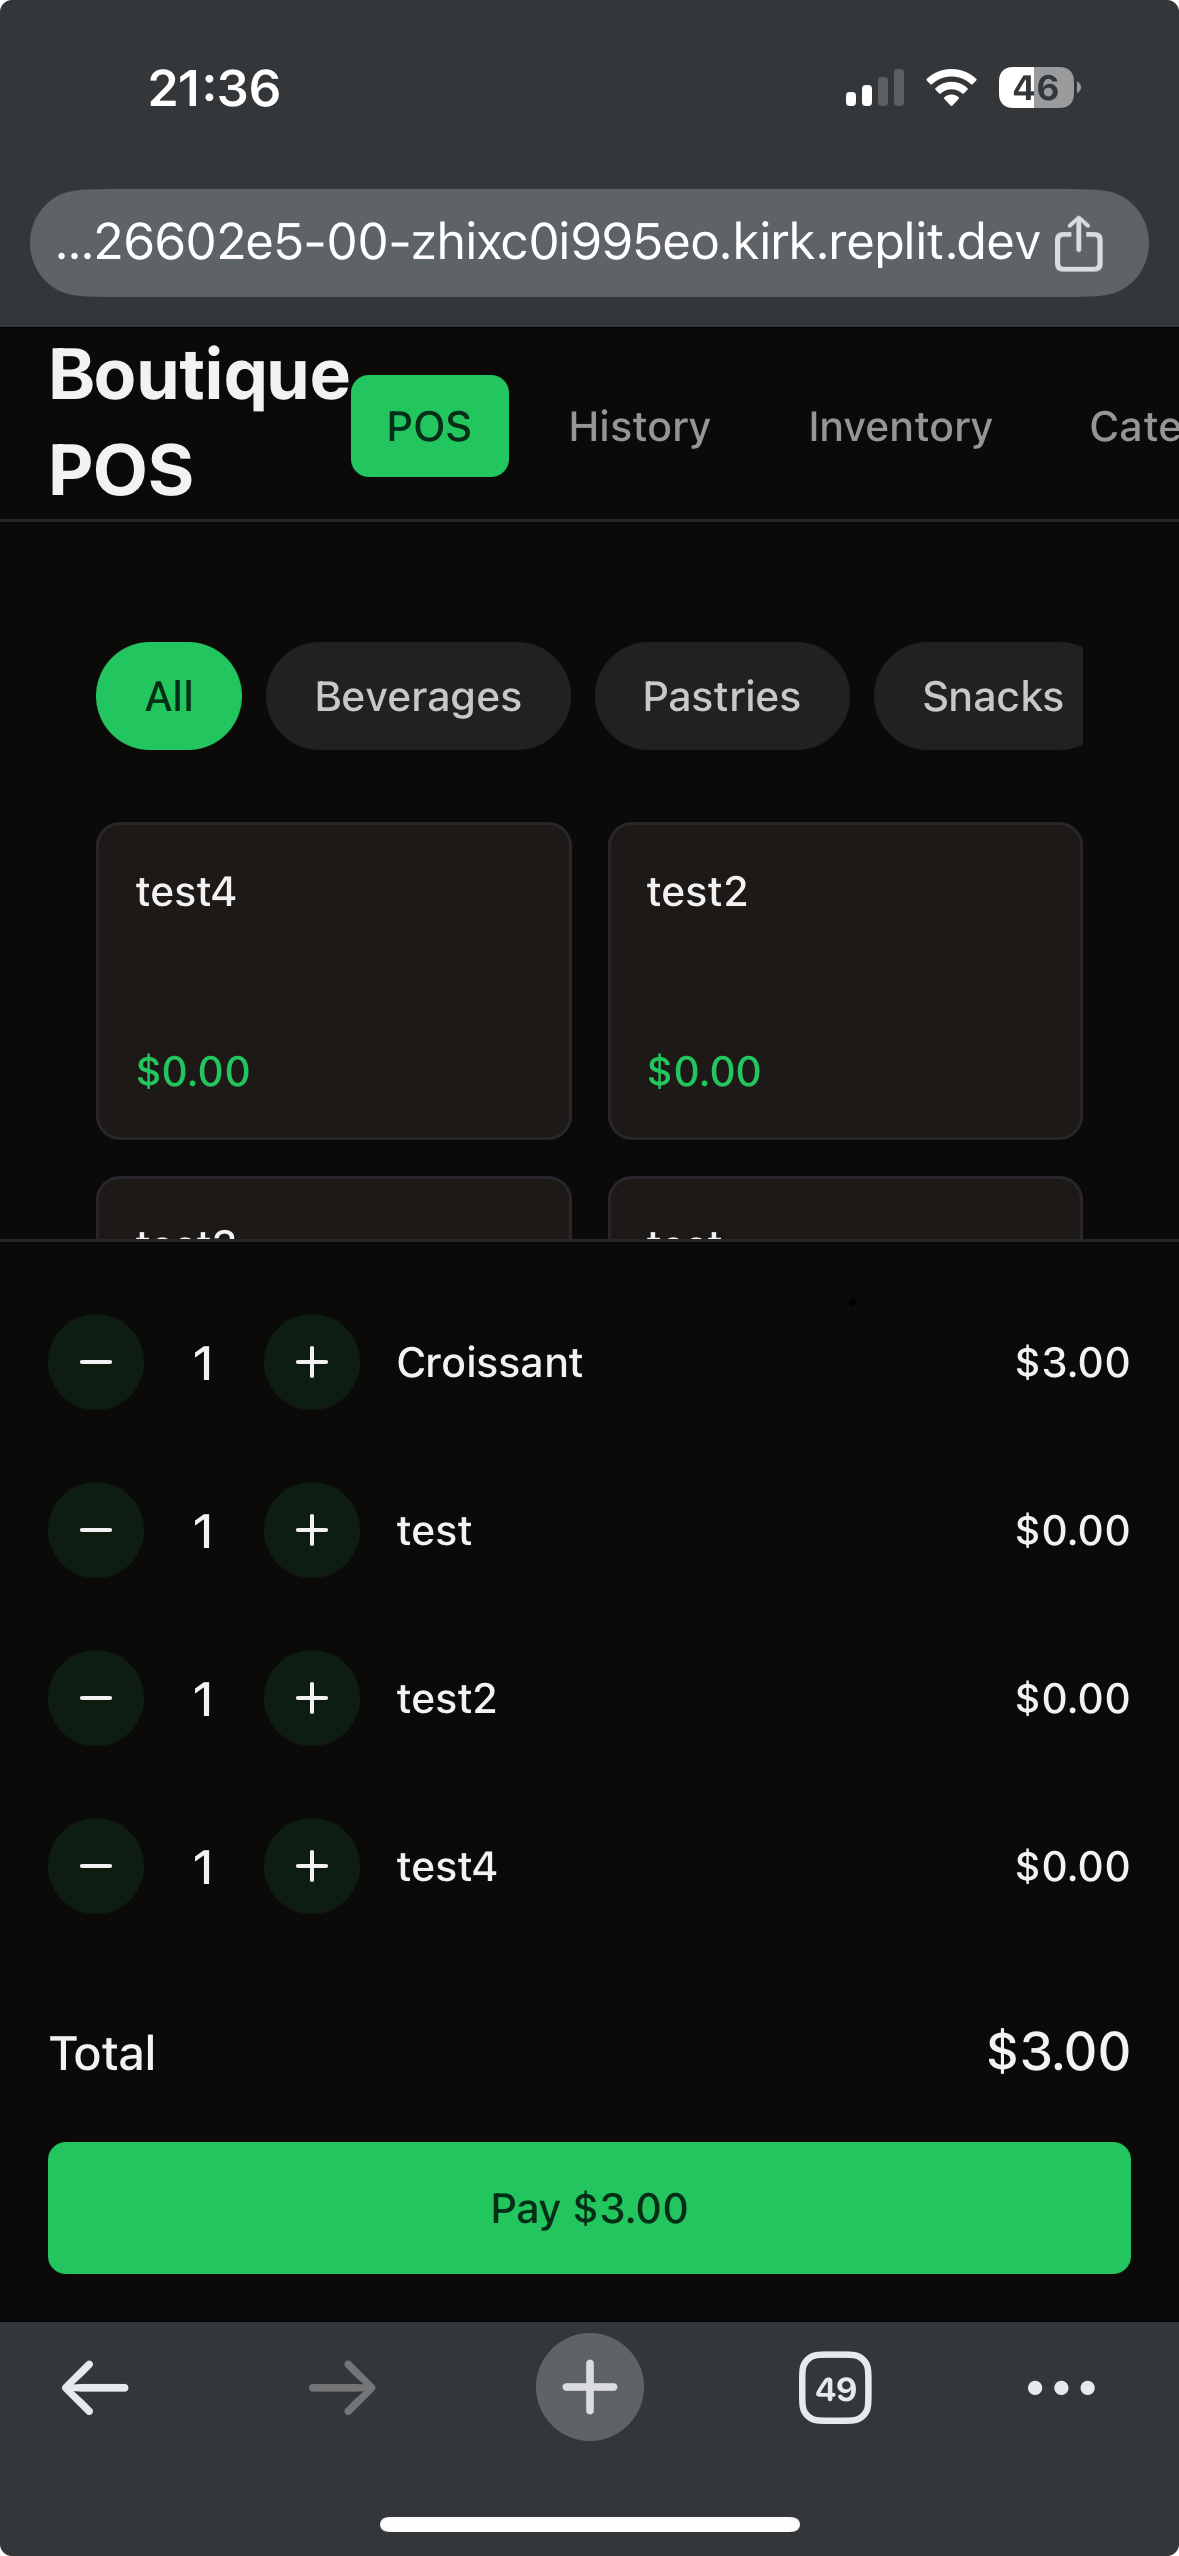 21:36
46
...26602e5-00-zhixc0i995eo.kirk.replit.dev
Boutique
POS
POS History Inventory Cate
All Beverages Pastries Snacks
test4 test2
$0.00 $0.00
1 Croissant $3.00
1 test $0.00
1 test2 $0.00
1 test4 $0.00
Total $3.00
Pay $3.00
49